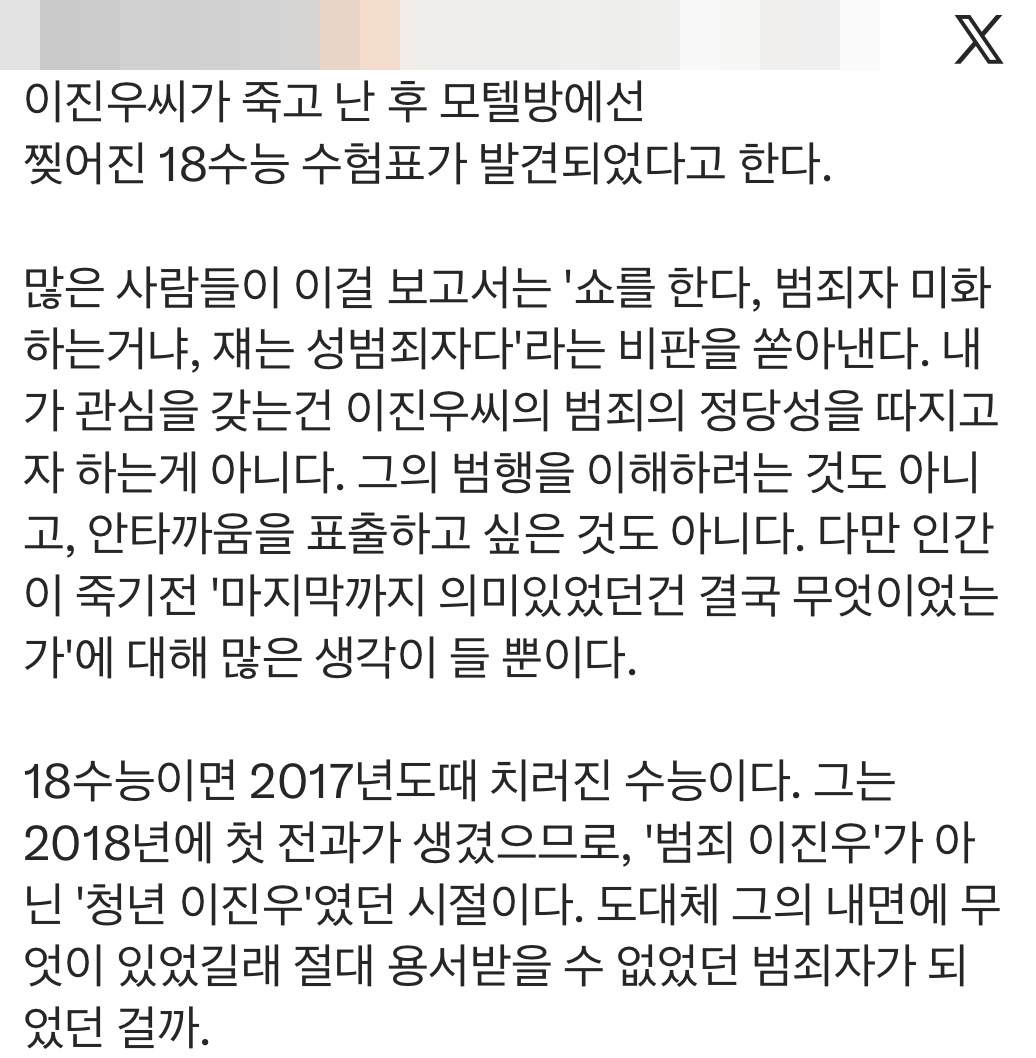 이진우씨가 죽고 난 후 모텔방에선
찢어진 18수능 수험표가 발견되었다고 한다.
많은 사람들이 이걸 보고서는 '쇼를 한다, 범죄자 미화
하는거냐, 쟤는 성범죄자다'라는 비판을 쏟아낸다. 내
가 관심을 갖는건 이진우씨의 범죄의 정당성을 따지고
자 하는게 아니다. 그의 범행을 이해하려는 것도 아니
고, 안타까움을 표출하고 싶은 것도 아니다. 다만 인간
이 죽기전 '마지막까지 의미있었던건 결국 무엇이었는
가'에 대해 많은 생각이 들 뿐이다.
18수능이면 2017년도때 치러진 수능이다. 그는
2018년에 첫 전과가 생겼으므로, '범죄 이진우'가 아
닌 '청년 이진우'였던 시절이다. 도대체 그의 내면에 무
엇이 있었길래 절대 용서받을 수 없었던 범죄자가 되
었던 걸까.